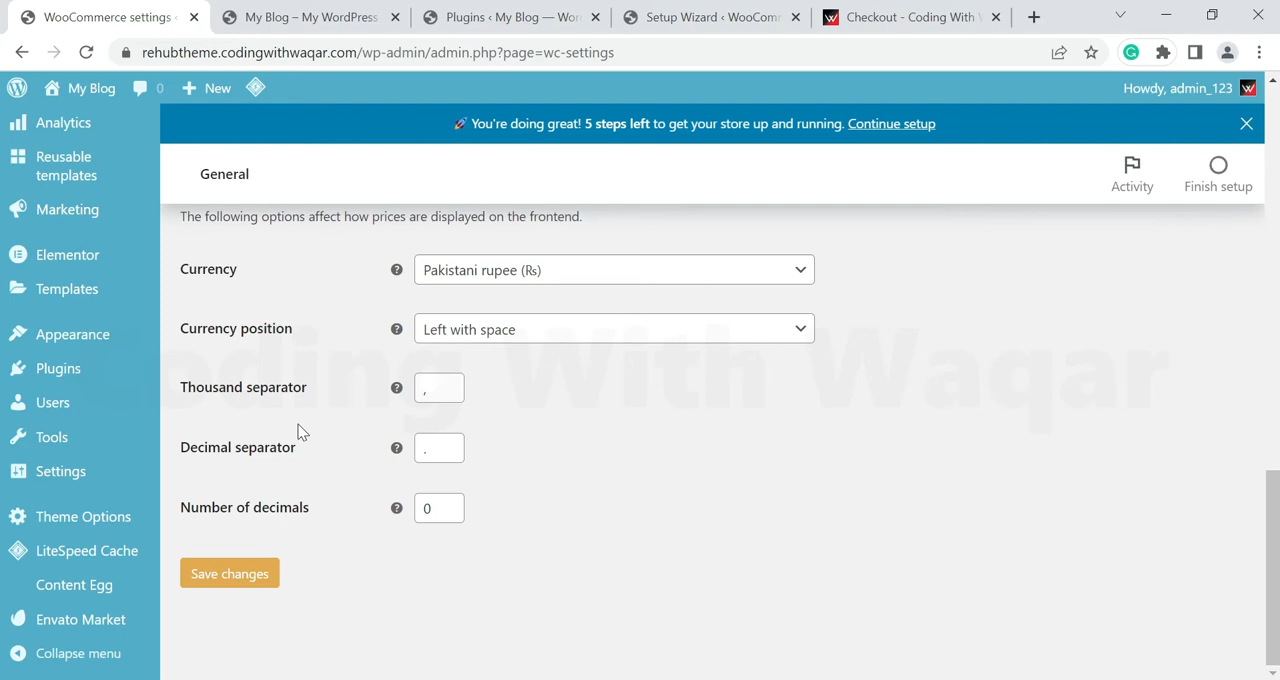 WooCommerce settings ‹
My Blog – My WordPress
Plugins ‹ My Blog — Wor
Setup Wizard ‹ WooComm
Checkout - Coding With
rehubtheme.codingwithwaqar.com/wp-admin/admin.php?page=wc-settings
My Blog
0
+ New
Howdy, admin_123
🚀 You're doing great! 5 steps left to get your store up and running. Continue setup
General
Activity
Finish setup
Analytics
Reusable
templates
Marketing
Elementor
Templates
Appearance
Plugins
Users
Tools
Settings
Theme Options
LiteSpeed Cache
Content Egg
Envato Market
Collapse menu
The following options affect how prices are displayed on the frontend.
Currency
Pakistani rupee (₨)
Currency position
Left with space
Thousand separator
,
Decimal separator
.
Number of decimals
0
Save changes
Coding With Waqar